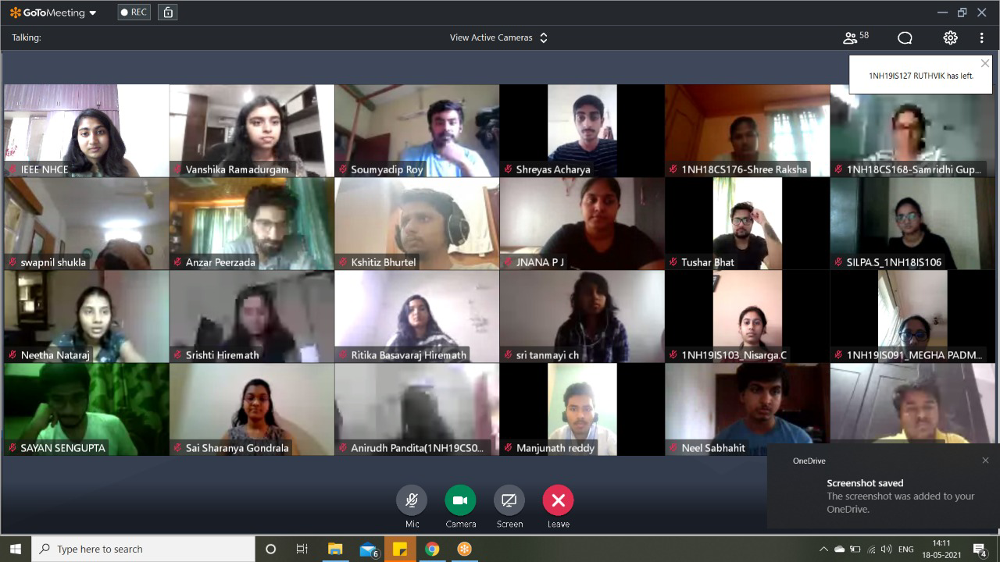 GoToMeeting
REC
Talking:
View Active Cameras
58
1NH19IS127 RUTHVIK has left.
IEEE NHCE
Vanshika Ramadurgam
Soumyadip Roy
Shreyas Acharya
1NH18CS176-Shree Raksha
1NH18CS168-Samridhi Gup...
swapnil shukla
Anzar Peerzada
Kshitiz Bhurtel
JNANA P J
Tushar Bhat
SILPA.S_1NH18IS106
Neetha Nataraj
Srishti Hiremath
Ritika Basavaraj Hiremath
sri tanmayi ch
1NH19IS103_Nisarga.C
1NH19IS091_MEGHA PADM...
SAYAN SENGUPTA
Sai Sharanya Gondrala
Anirudh Pandita(1NH19CS0...
Manjunath reddy
Neel Sabhahit
OneDrive
Screenshot saved
The screenshot was added to your
OneDrive.
Mic
Camera
Screen
Leave
Type here to search
6
ENG
14:11
18-05-2021
4